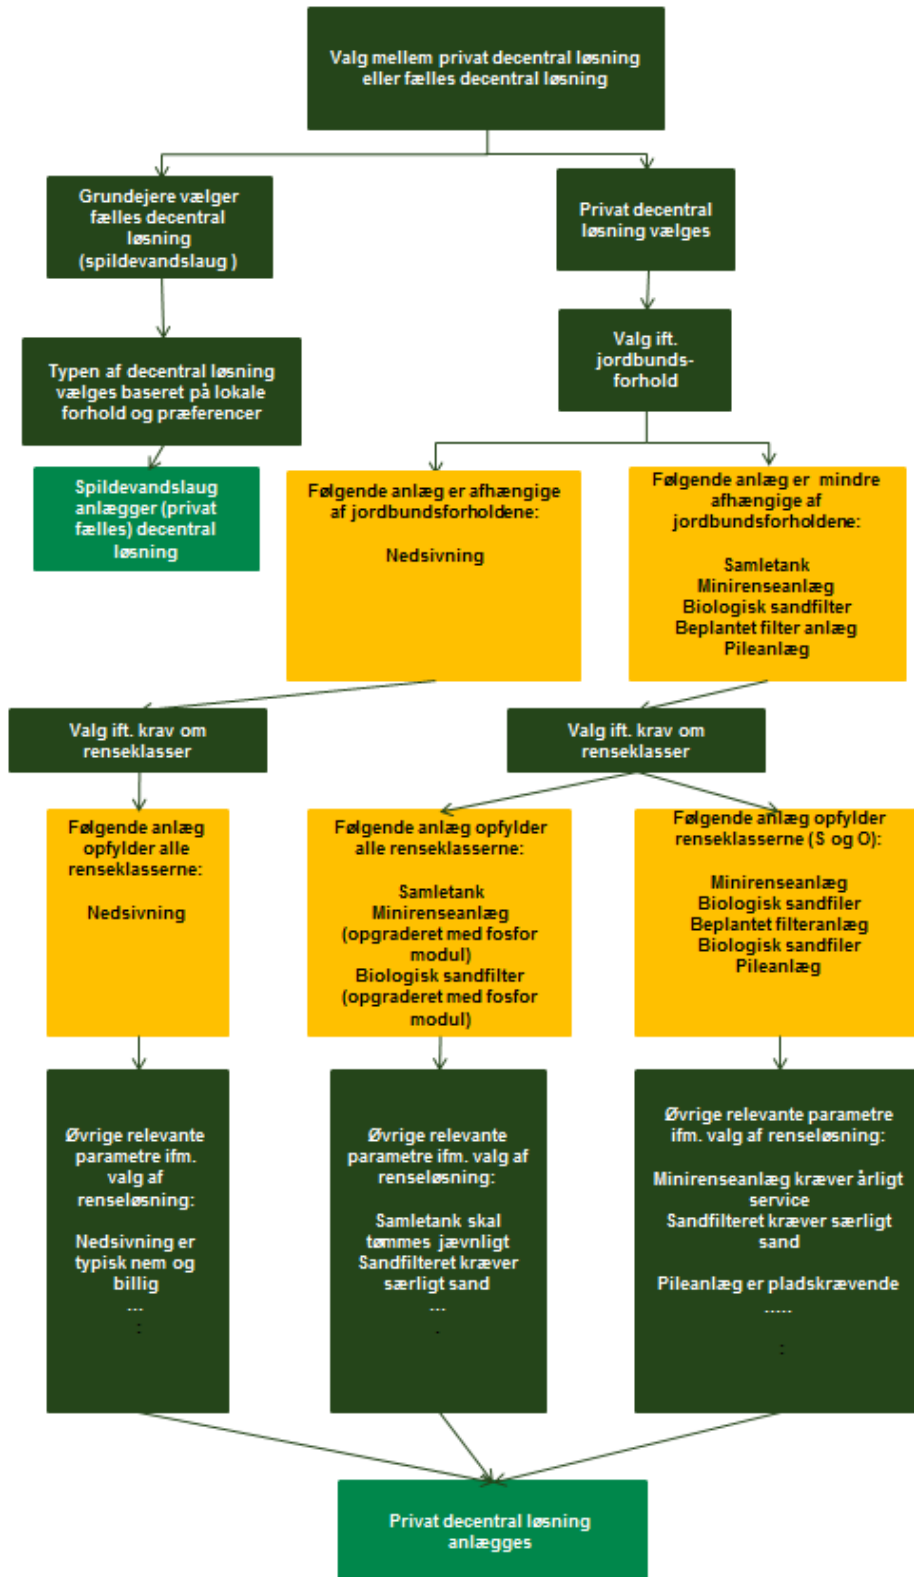 Valg mellem privat decentral løsning
eller fælles decentral løsning
Grundejere vælger
fælles decentral
løsning
(spildevandslaug )
Privat decentral
løsning vælges
Typen af decentral løsning
vælges baseret på lokale
forhold og præferencer
Valg ift.
jordbunds-
forhold
Spildevandslaug
anlægger (privat
fælles) decentral
løsning
Følgende anlæg er afhængige
af jordbundsforholdene:
Nedsivning
Følgende anlæg er mindre
afhængige af
jordbundsforholdene:
Samletank
Minirenseanlæg
Biologisk sandfilter
Beplantet filter anlæg
Pileanlæg
Valg ift. krav om
renseklasser
Valg ift. krav om
renseklasser
Følgende anlæg
opfylder alle
renseklasserne:
Nedsivning
Følgende anlæg opfylder
alle renseklasserne:
Samletank
Minirenseanlæg
(opgraderet med fosfor
modul)
Biologisk sandfilter
(opgraderet med fosfor
modul)
Følgende anlæg opfylder
renseklasserne (S og O):
Minirenseanlæg
Biologisk sandfiler
Beplantet filteranlæg
Biologisk sandfiler
Pileanlæg
Øvrige relevante
parametre ifm.
valg af
renseløsning:
Nedsivning er
typisk nem og
billig
...
:
Øvrige relevante
parametre ifm. valg af
renseløsning:
Samletank skal
tømmes jævnligt
Sandfilteret kræver
særligt sand
...
.
Øvrige relevante parametre
ifm. valg af renseløsning:
Minirenseanlæg kræver årligt
service
Sandfilteret kræver særligt
sand
Pileanlæg er pladskrævende
.....
:
Privat decentral løsning
anlægges